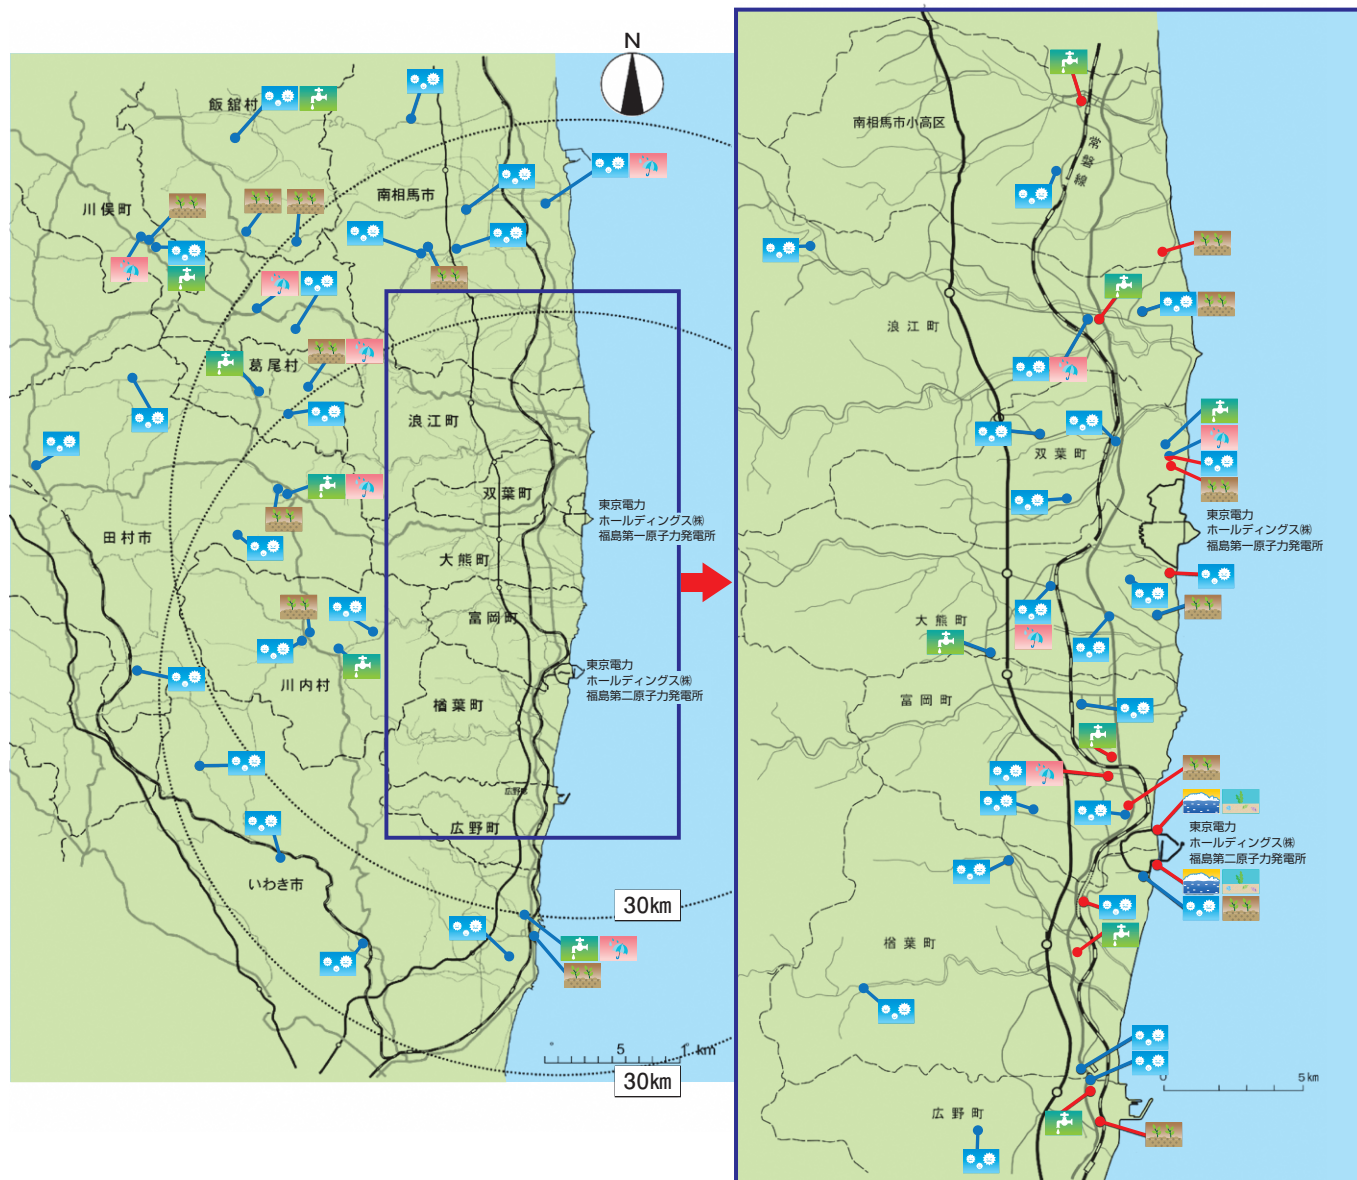 N
飯舘村
川俣町
南相馬市
葛尾村
浪江町
双葉町
田村市
大熊町
富岡町
川内村
楢葉町
広野町
いわき市
東京電力
ホールディングス㈱
福島第一原子力発電所
東京電力
ホールディングス㈱
福島第二原子力発電所
30㎞
5
1 km
30㎞
南相馬市小高区
常磐線
浪江町
双葉町
東京電力
ホールディングス㈱
福島第一原子力発電所
大熊町
富岡町
東京電力
ホールディングス㈱
福島第二原子力発電所
楢葉町
広野町
0
5㎞